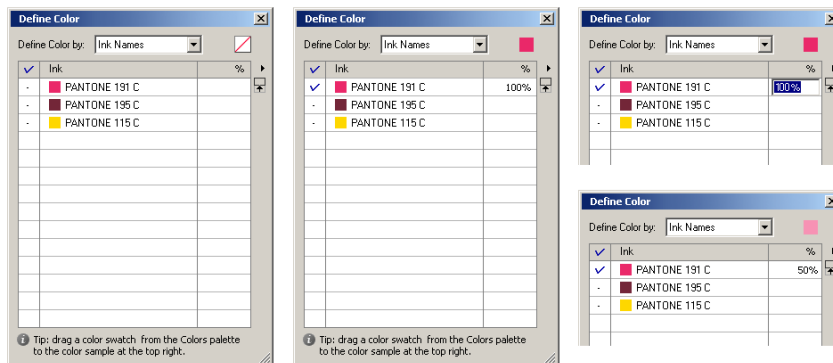 Define Color
Define Color by: Ink Names
Ink %
- PANTONE 191 C
- PANTONE 195 C
- PANTONE 115 C
Tip: drag a color swatch from the Colors palette
to the color sample at the top right.
Define Color
Define Color by: Ink Names
Ink %
PANTONE 191 C 100%
- PANTONE 195 C
- PANTONE 115 C
Tip: drag a color swatch from the Colors palette
to the color sample at the top right.
Define Color
Define Color by: Ink Names
Ink %
PANTONE 191 C 100%
- PANTONE 195 C
- PANTONE 115 C
Define Color
Define Color by: Ink Names
Ink %
PANTONE 191 C 50%
- PANTONE 195 C
- PANTONE 115 C